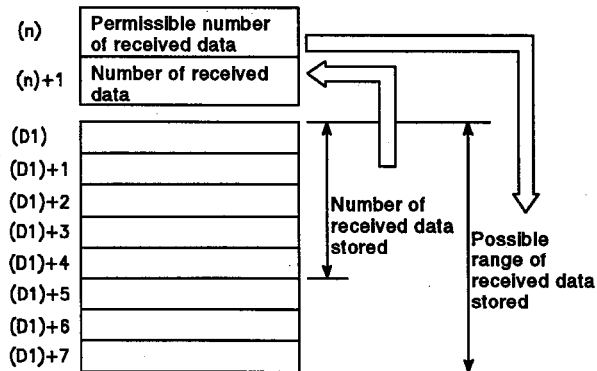 (n)
Permissible number
of received data
(n)+1
Number of received
data
(D1)
(D1)+1
(D1)+2
(D1)+3
(D1)+4
(D1)+5
(D1)+6
(D1)+7
Number of
received data
stored
Possible
range of
received data
stored